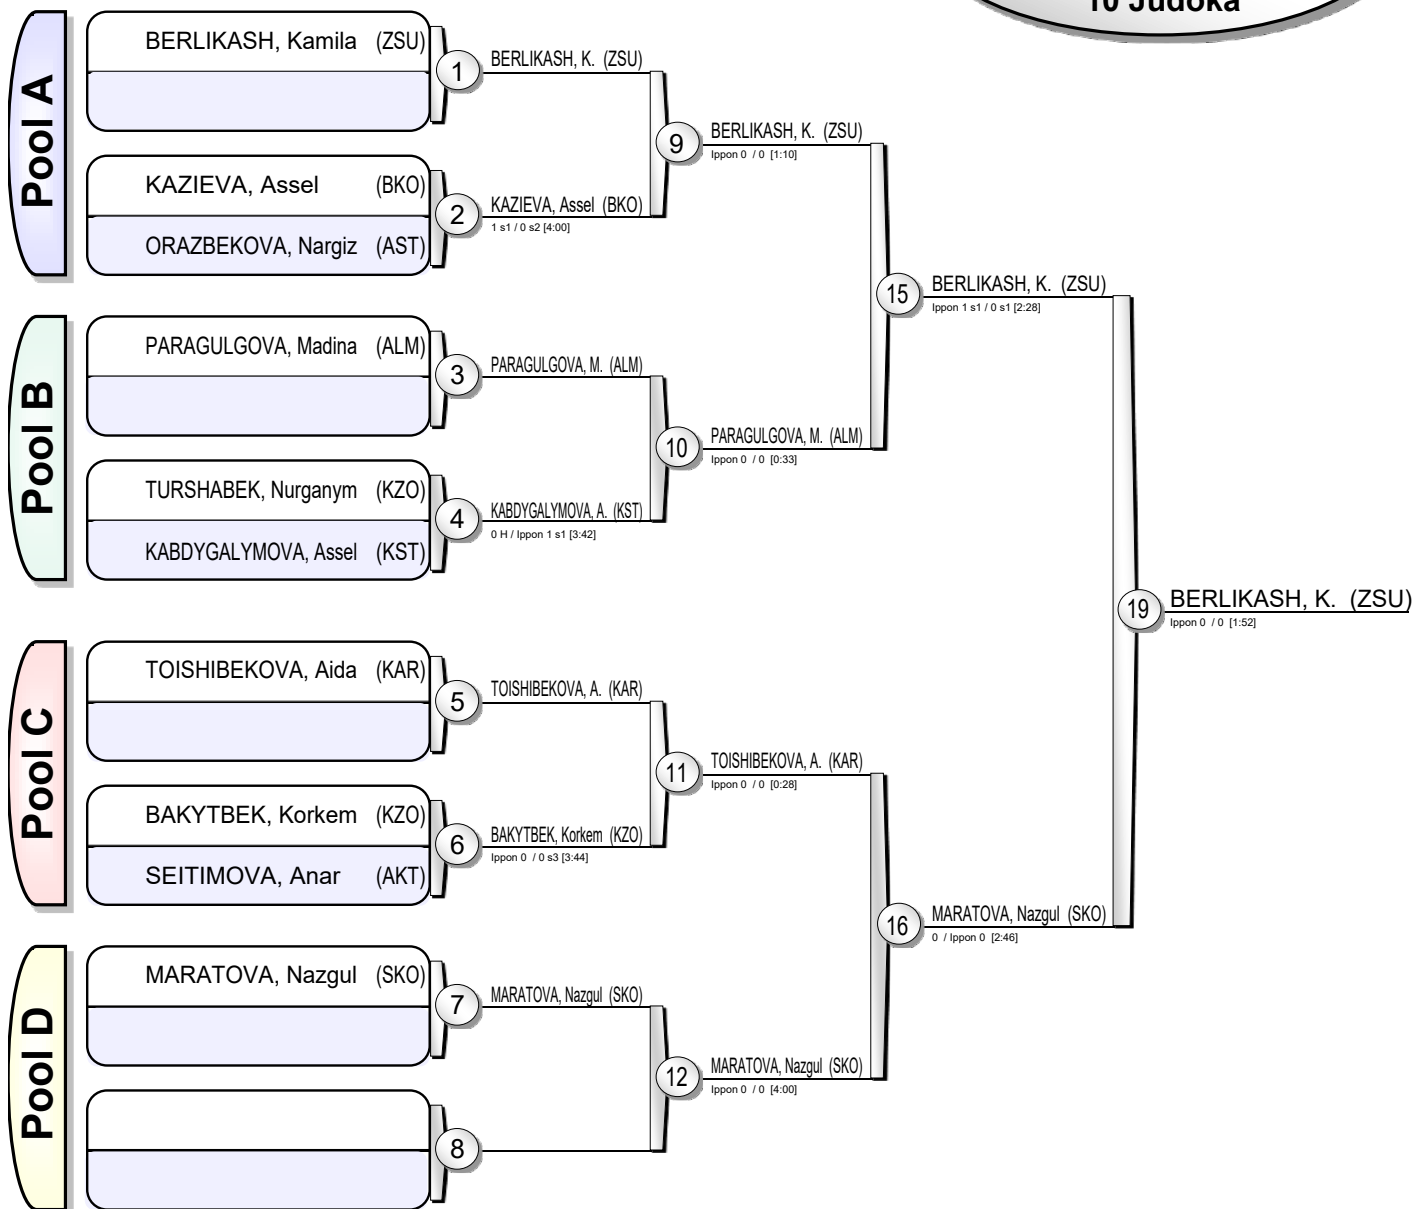 10 Judoka
Pool A
BERLIKASH, Kamila (ZSU)
1
BERLIKASH, K. (ZSU)
KAZIEVA, Assel (BKO)
ORAZBEKOVA, Nargiz (AST)
2
KAZIEVA, Assel (BKO)
1 s1 / 0 s2 [4:00]
9
BERLIKASH, K. (ZSU)
Ippon 0 / 0 [1:10]
Pool B
PARAGULGOVA, Madina (ALM)
3
PARAGULGOVA, M. (ALM)
TURSHABEK, Nurganym (KZO)
KABDYGALYMOVA, Assel (KST)
4
KABDYGALYMOVA, A. (KST)
0 H / Ippon 1 s1 [3:42]
10
PARAGULGOVA, M. (ALM)
Ippon 0 / 0 [0:33]
15
BERLIKASH, K. (ZSU)
Ippon 1 s1 / 0 s1 [2:28]
Pool C
TOISHIBEKOVA, Aida (KAR)
5
TOISHIBEKOVA, A. (KAR)
BAKYTBEK, Korkem (KZO)
SEITIMOVA, Anar (AKT)
6
BAKYTBEK, Korkem (KZO)
Ippon 0 / 0 s3 [3:44]
11
TOISHIBEKOVA, A. (KAR)
Ippon 0 / 0 [0:28]
Pool D
MARATOVA, Nazgul (SKO)
7
MARATOVA, Nazgul (SKO)
8
12
MARATOVA, Nazgul (SKO)
Ippon 0 / 0 [4:00]
16
MARATOVA, Nazgul (SKO)
0 / Ippon 0 [2:46]
19
BERLIKASH, K. (ZSU)
Ippon 0 / 0 [1:52]